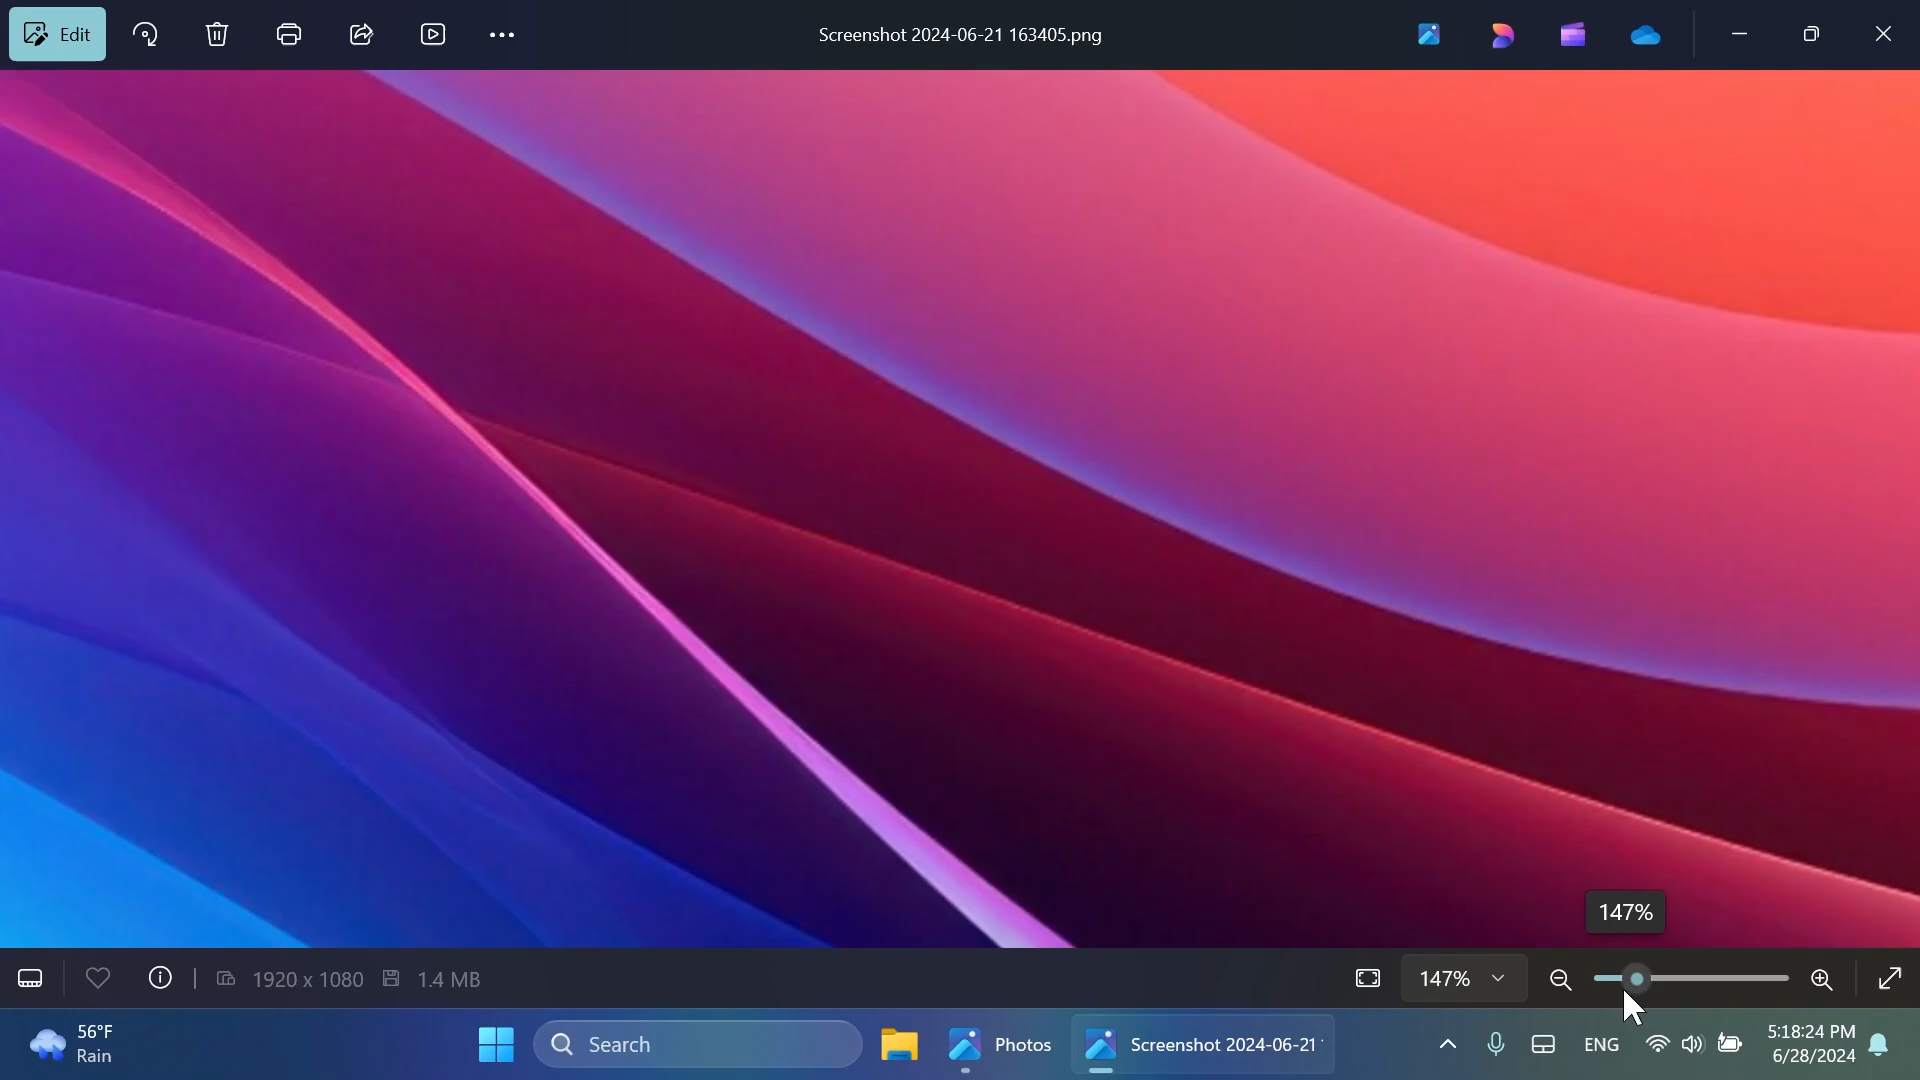 Edit
Screenshot 2024-06-21 163405.png
147%
1920 x 1080
1.4 MB
147%
56°F
Rain
Search
Photos
Screenshot 2024-06-21
ENG
5:18:24 PM
6/28/2024